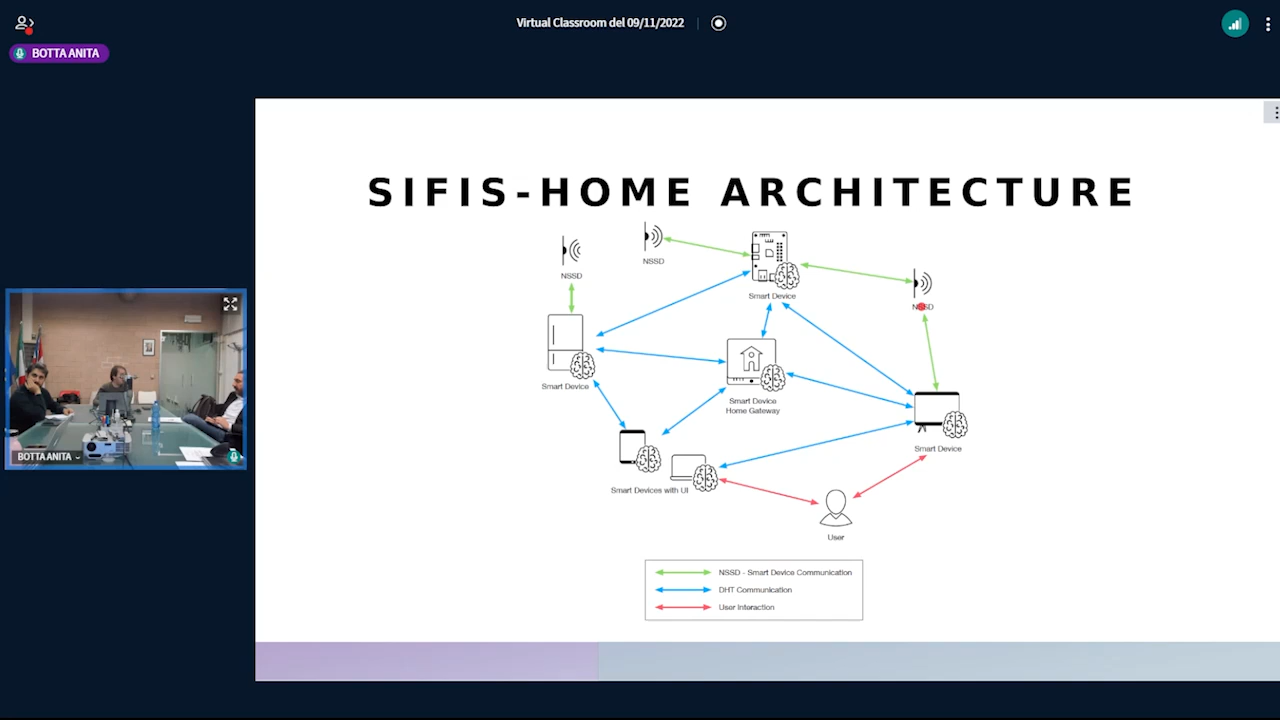 Virtual Classroom del 09/11/2022
BOTTA ANITA
SIFIS-HOME ARCHITECTURE
NSSD
NSSD
Smart Device
NSSD
Smart Device
Smart Device
Home Gateway
Smart Device
Smart Devices with UI
User
NSSD - Smart Device Communication
DHT Communication
User Interaction
BOTTA ANITA